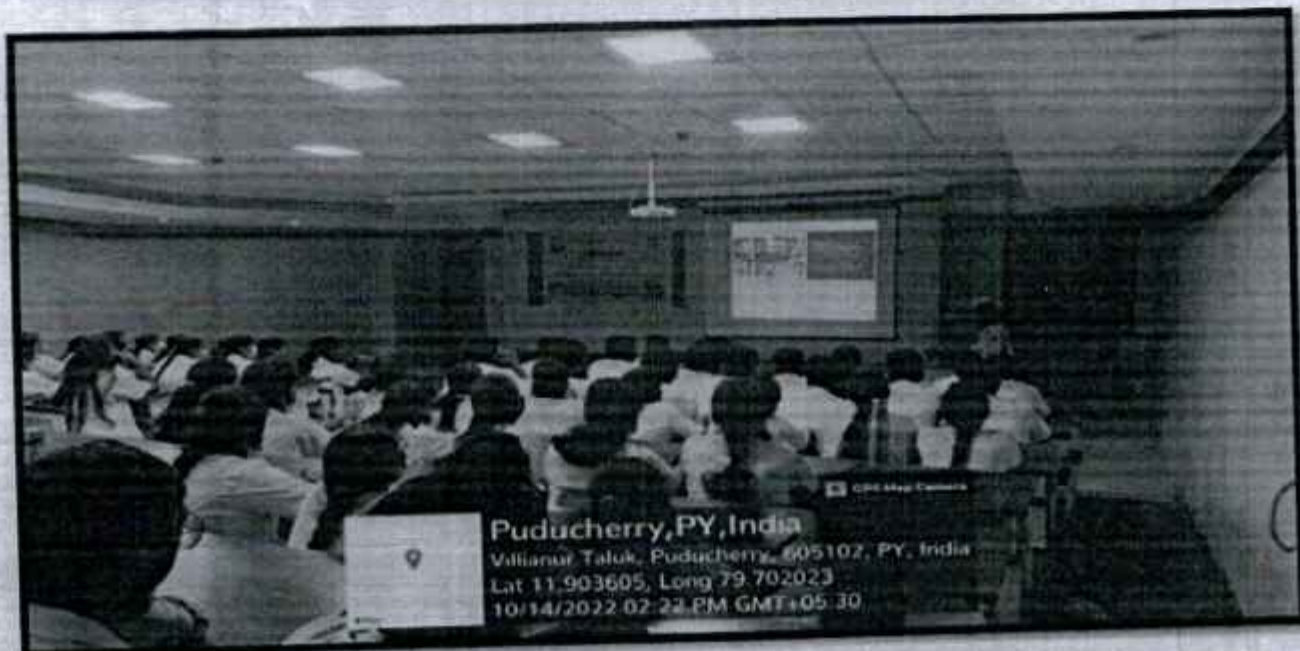 GPS Map Camera
Puducherry,PY,India
Villianur Taluk, Puducherry, 605102, PY, India
Lat 11.903605, Long 79.702023
10/14/2022 02:22 PM GMT+05:30